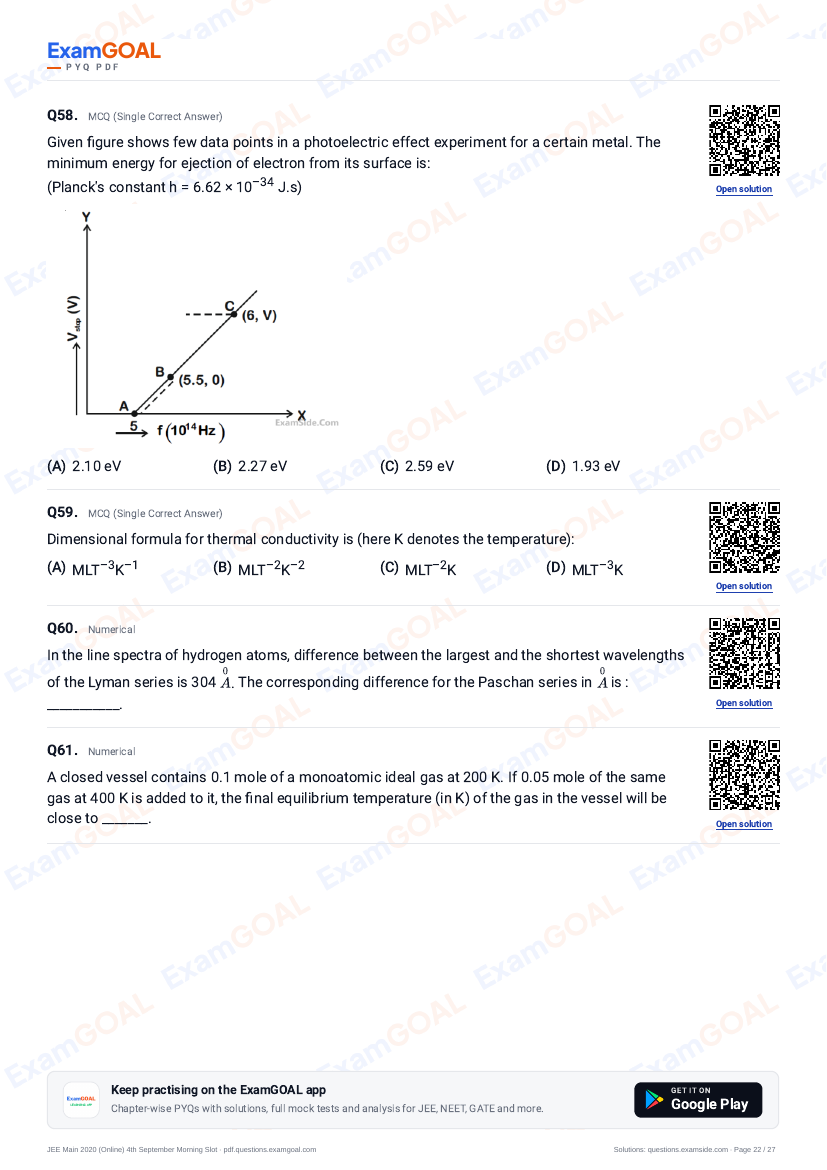 ExamGOAL
PYQ PDF
Q58. MCQ (Single Correct Answer)
Given figure shows few data points in a photoelectric effect experiment for a certain metal. The
minimum energy for ejection of electron from its surface is:
(Planck's constant h = 6.62 × 10⁻³⁴ J.s)
Open solution
Y
V stop (V)
C
(6, V)
B
(5.5, 0)
A
X
ExamSide.Com
5 f (10¹⁴ Hz)
(A) 2.10 eV (B) 2.27 eV (C) 2.59 eV (D) 1.93 eV
Q59. MCQ (Single Correct Answer)
Dimensional formula for thermal conductivity is (here K denotes the temperature):
(A) MLT⁻³K⁻¹ (B) MLT⁻²K⁻² (C) MLT⁻²K (D) MLT⁻³K
Open solution
Q60. Numerical
In the line spectra of hydrogen atoms, difference between the largest and the shortest wavelengths
of the Lyman series is 304 A⁰. The corresponding difference for the Paschan series in A⁰ is :
___________.
Open solution
Q61. Numerical
A closed vessel contains 0.1 mole of a monoatomic ideal gas at 200 K. If 0.05 mole of the same
gas at 400 K is added to it, the final equilibrium temperature (in K) of the gas in the vessel will be
close to _______.
Open solution
ExamGOAL
Keep practising on the ExamGOAL app
Chapter-wise PYQs with solutions, full mock tests and analysis for JEE, NEET, GATE and more.
GET IT ON
Google Play
JEE Main 2020 (Online) 4th September Morning Slot · pdf.questions.examgoal.com
Solutions: questions.examside.com · Page 22 / 27